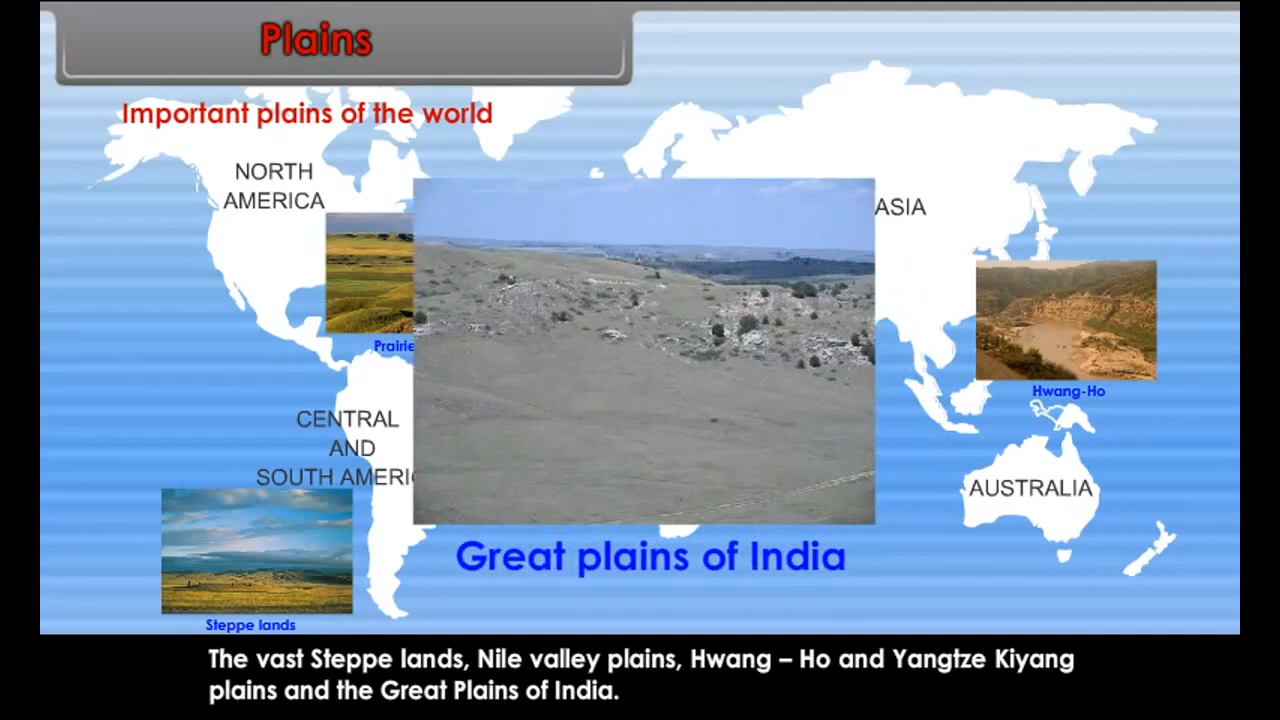 Plains
Important plains of the world
NORTH
AMERICA
ASIA
Prairie
Hwang-Ho
CENTRAL
AND
SOUTH AMERIC
AUSTRALIA
Great plains of India
Steppe lands
The vast Steppe lands, Nile valley plains, Hwang – Ho and Yangtze Kiyang
plains and the Great Plains of India.